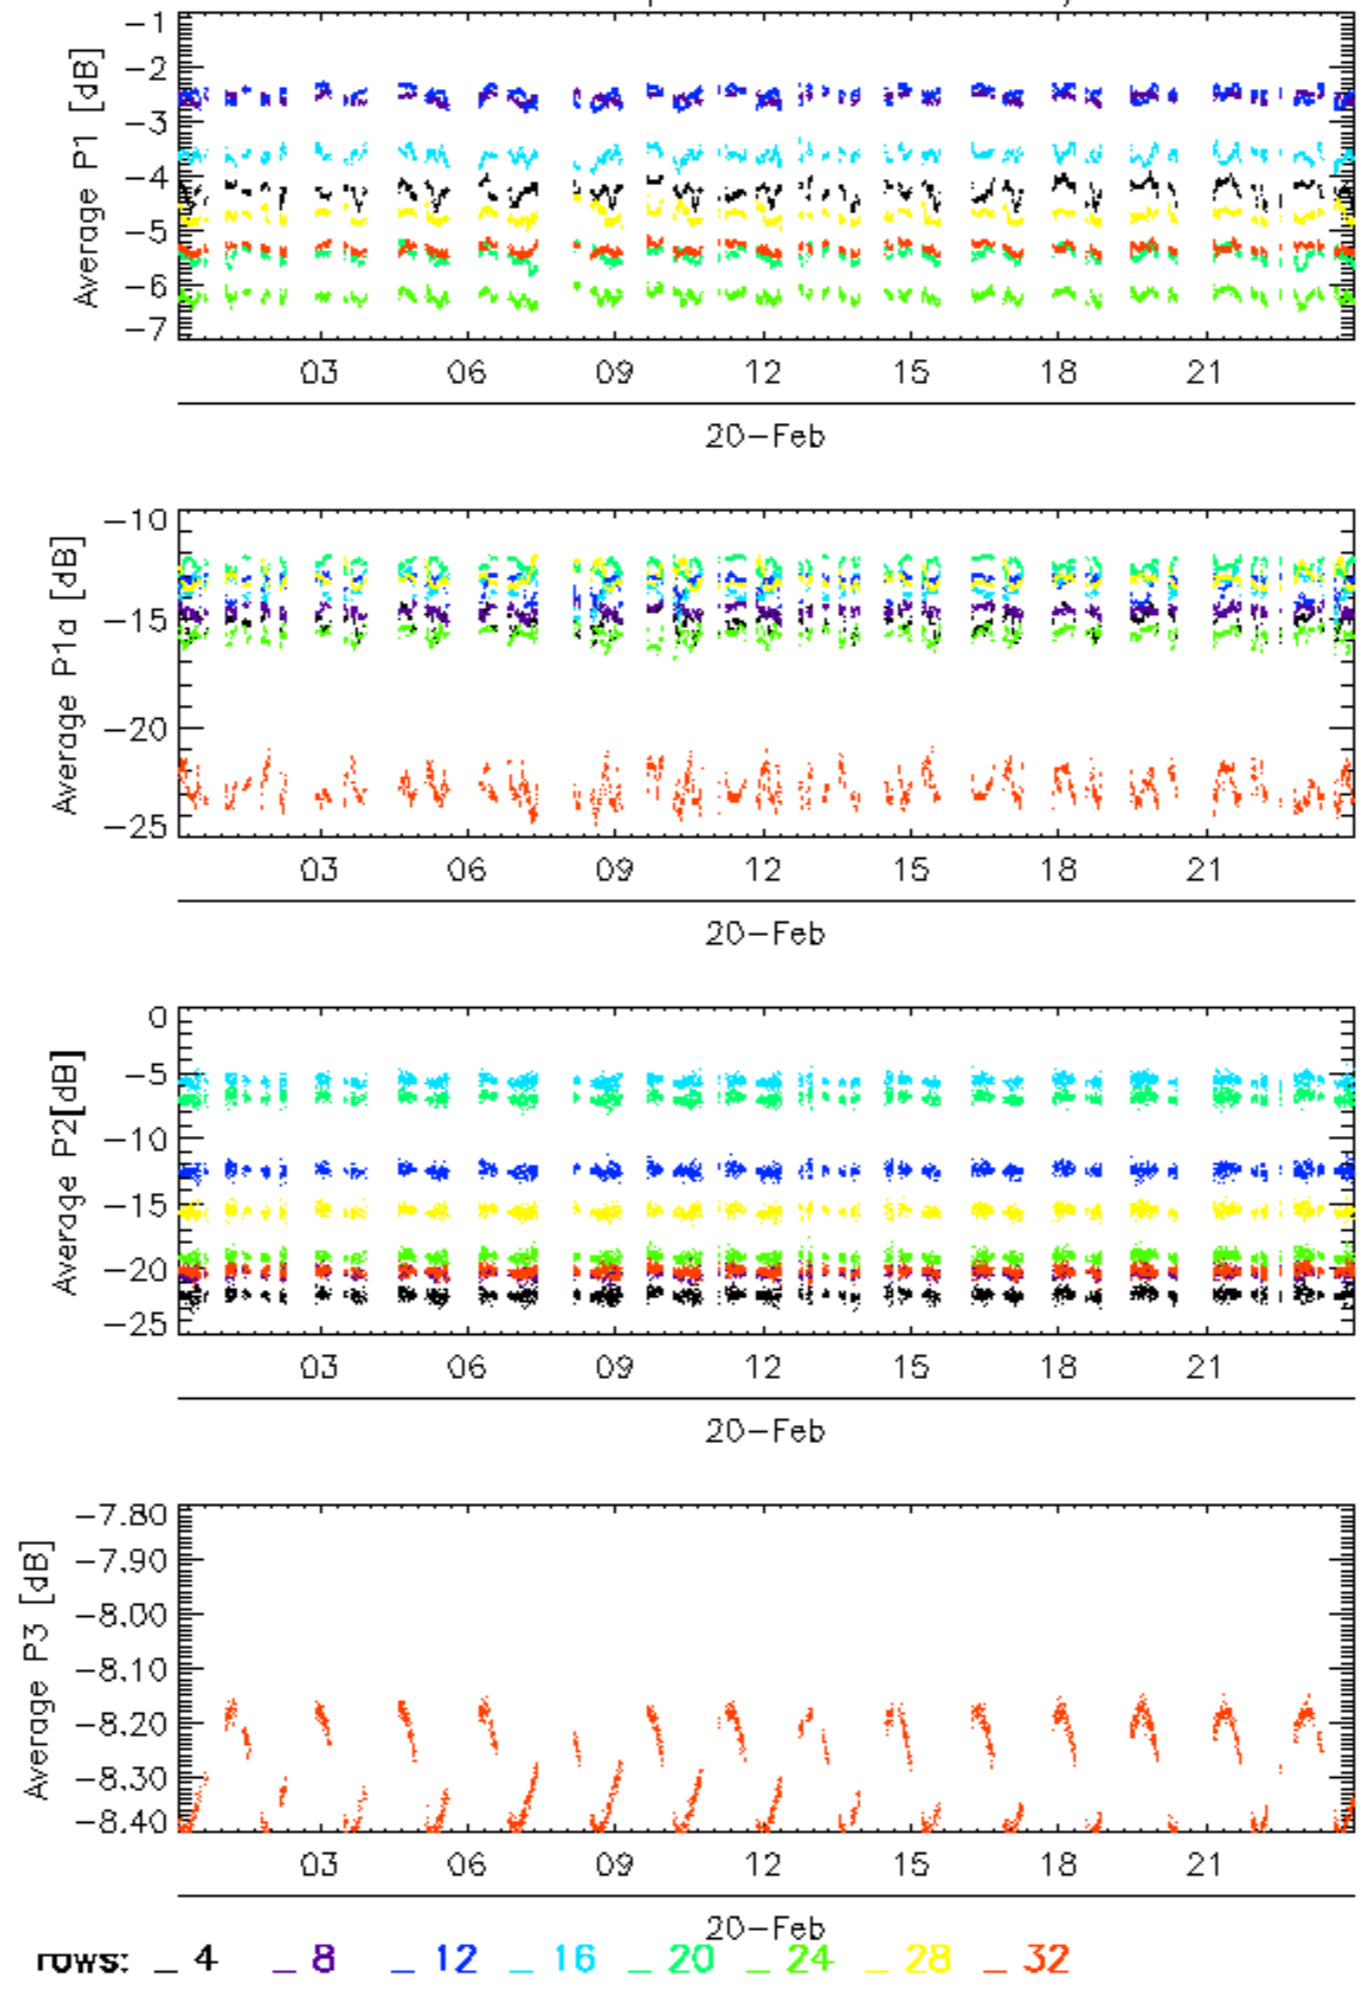 Average P1 [dB]
-1
-2
-3
-4
-5
-6
-7
03 06 09 12 15 18 21
20-Feb
Average P1a [dB]
-10
-15
-20
-25
03 06 09 12 15 18 21
20-Feb
Average P2[dB]
0
-5
-10
-15
-20
-25
03 06 09 12 15 18 21
20-Feb
Average P3 [dB]
-7.80
-7.90
-8.00
-8.10
-8.20
-8.30
-8.40
03 06 09 12 15 18 21
20-Feb
rows: _ 4 _ 8 _ 12 _ 16 _ 20 _ 24 _ 28 _ 32